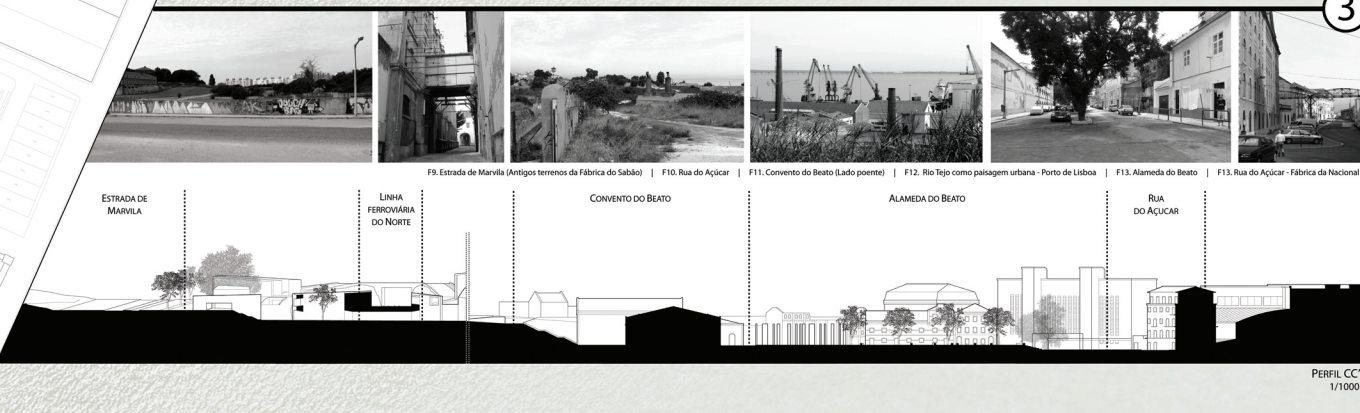 3
F9. Estrada de Marvila (Antigos terrenos da Fábrica do Sabão) | F10. Rua do Açúcar | F11. Convento do Beato (Lado poente) | F12. Rio Tejo como paisagem urbana - Porto de Lisboa | F13. Alameda do Beato | F13. Rua do Açúcar - Fábrica da Nacional
ESTRADA DE
MARVILA
LINHA
FERROVIÁRIA
DO NORTE
CONVENTO DO BEATO
ALAMEDA DO BEATO
RUA
DO AÇUCAR
PERFIL CC'
1/1000